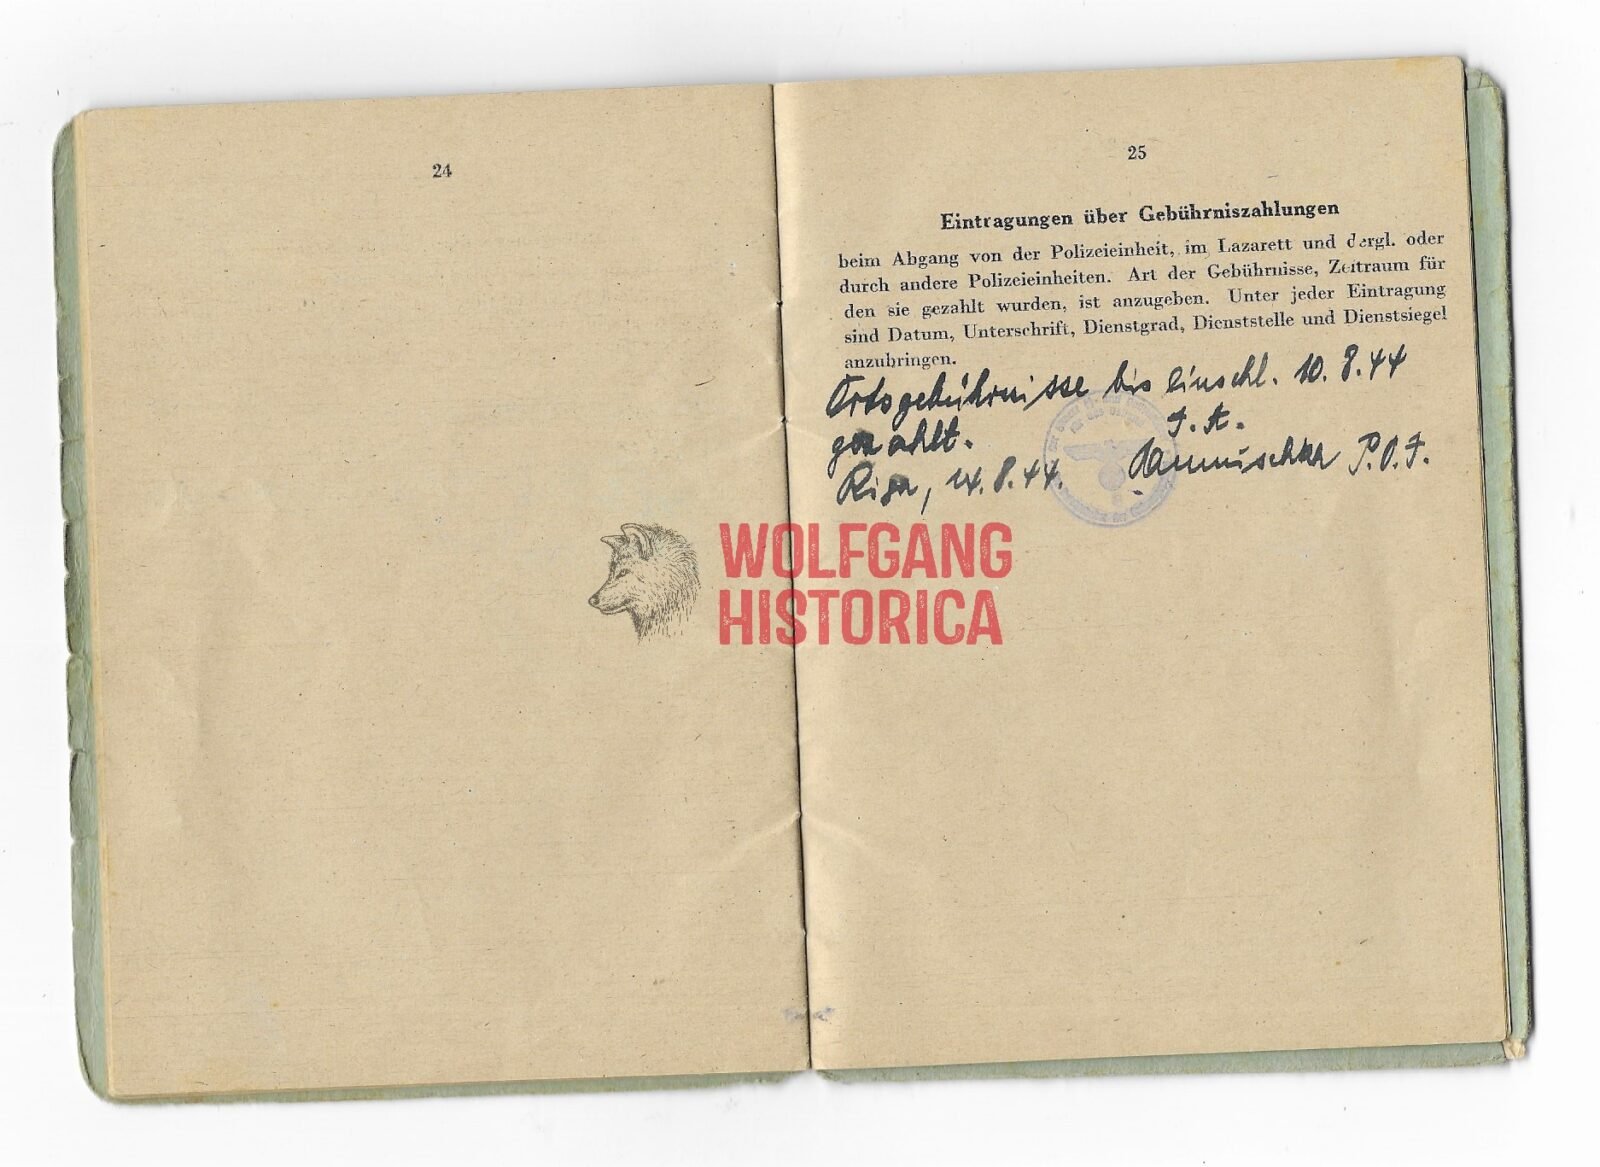 24
25
Eintragungen über Gebührniszahlungen
beim Abgang von der Polizeieinheit, im Lazarett und dergl. oder
durch andere Polizeieinheiten. Art der Gebührnisse, Zeitraum für
den sie gezahlt wurden, ist anzugeben. Unter jeder Eintragung
sind Datum, Unterschrift, Dienstgrad, Dienststelle und Dienstsiegel
anzubringen.
Ortsgebührnisse bis einschl. 10.8.44
gezahlt. I.A.
Riga, 14.8.44. P.O.I.
WOLFGANG
HISTORICA